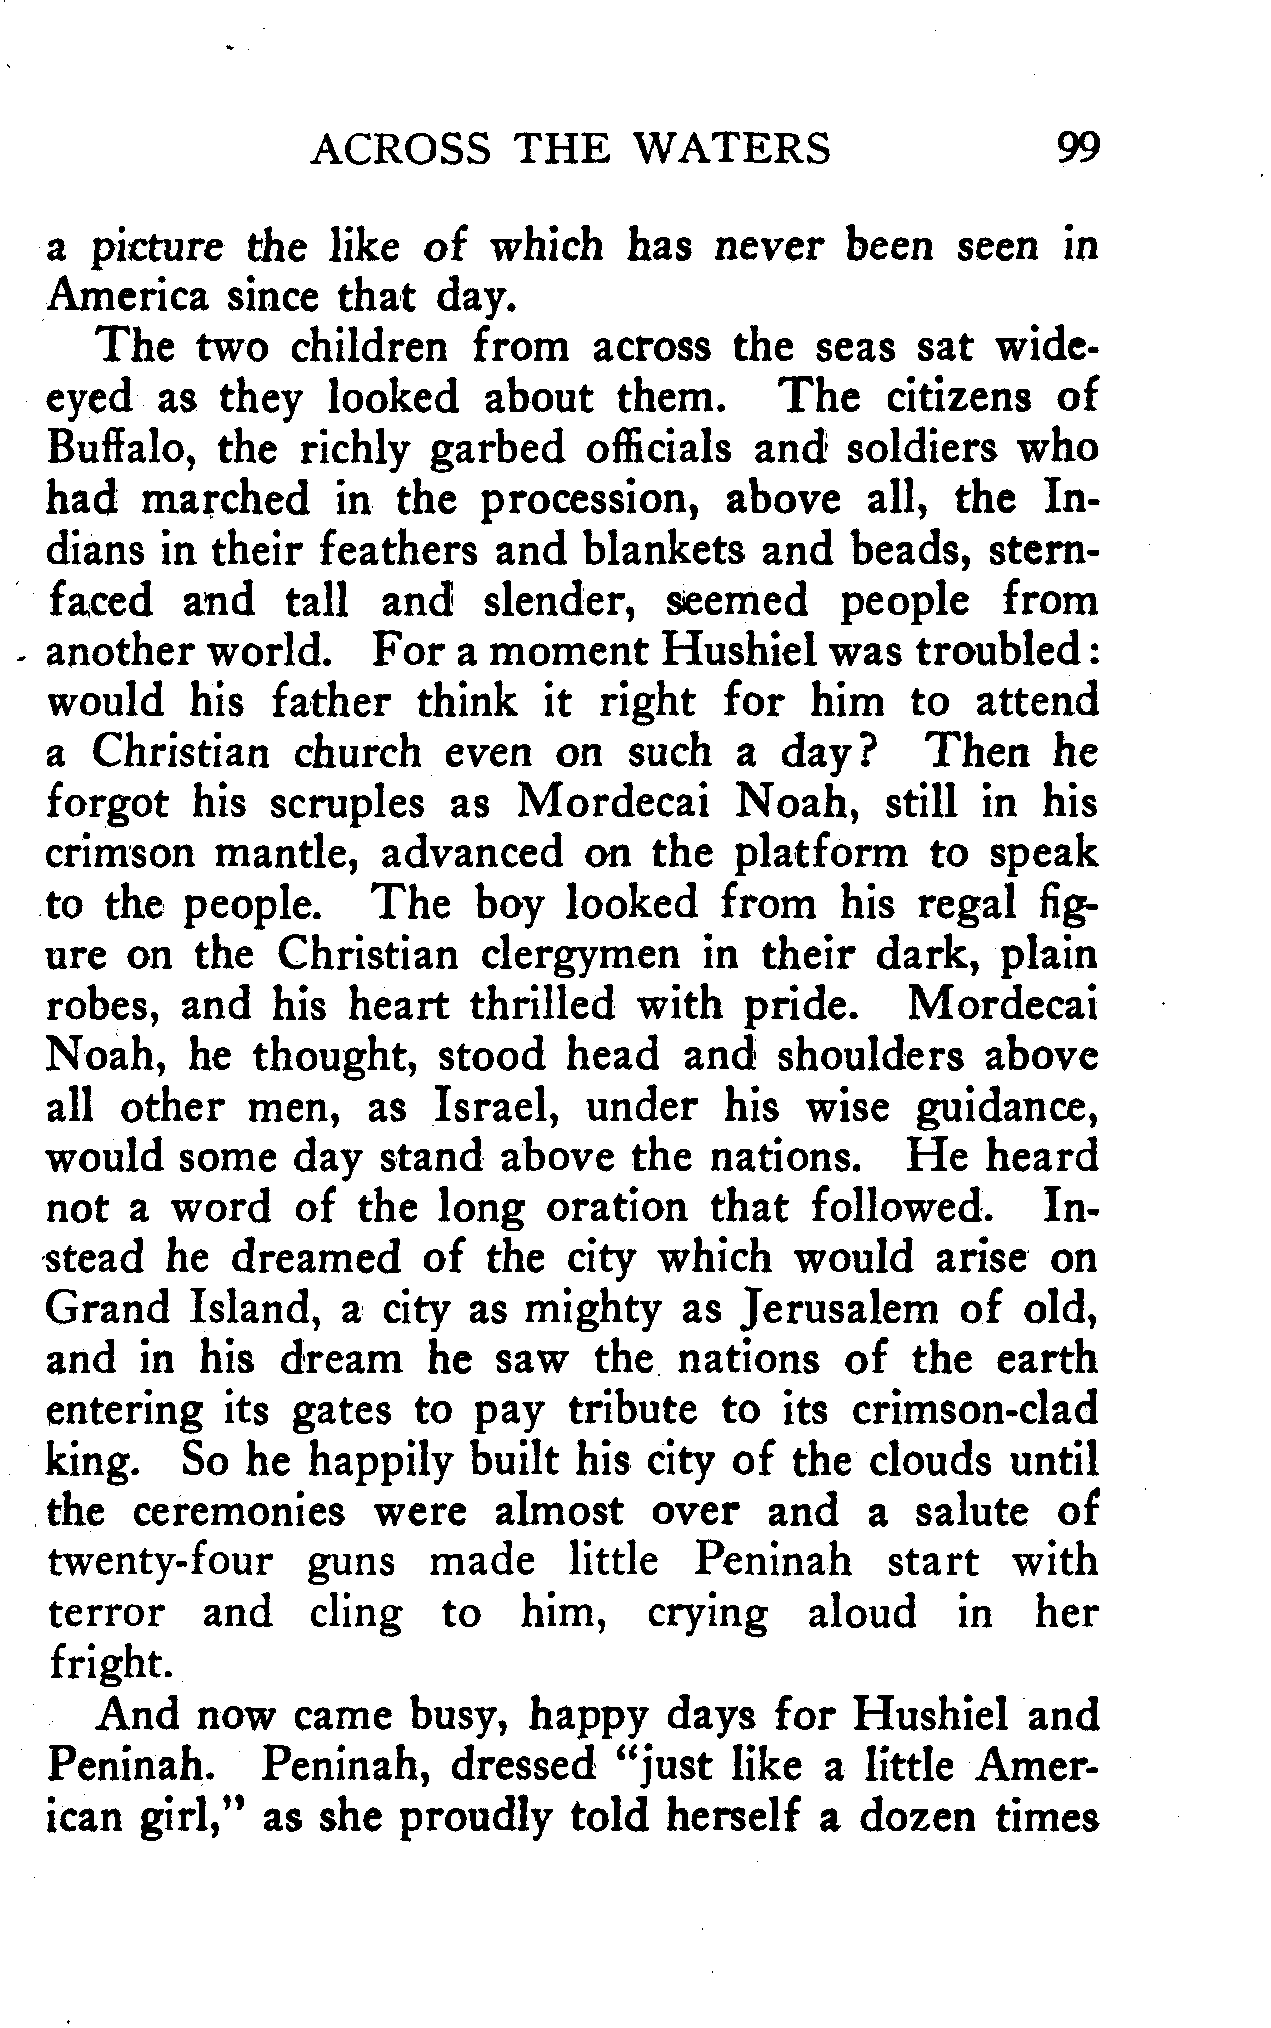 ACROSS THE WATERS 99
a picture the like of which has never been seen in
America since that day.
The two children from across the seas sat wide-
eyed as they looked about them. The citizens of
Buffalo, the richly garbed officials and soldiers who
had marched in the procession, above all, the In-
dians in their feathers and blankets and beads, stern-
faced and tall and slender, seemed people from
another world. For a moment Hushiel was troubled:
would his father think it right for him to attend
a Christian church even on such a day? Then he
forgot his scruples as Mordecai Noah, still in his
crimson mantle, advanced on the platform to speak
to the people. The boy looked from his regal fig-
ure on the Christian clergymen in their dark, plain
robes, and his heart thrilled with pride. Mordecai
Noah, he thought, stood head and shoulders above
all other men, as Israel, under his wise guidance,
would some day stand above the nations. He heard
not a word of the long oration that followed. In-
stead he dreamed of the city which would arise on
Grand Island, a city as mighty as Jerusalem of old,
and in his dream he saw the nations of the earth
entering its gates to pay tribute to its crimson-clad
king. So he happily built his city of the clouds until
the ceremonies were almost over and a salute of
twenty-four guns made little Peninah start with
terror and cling to him, crying aloud in her
fright.
And now came busy, happy days for Hushiel and
Peninah. Peninah, dressed "just like a little Amer-
ican girl," as she proudly told herself a dozen times